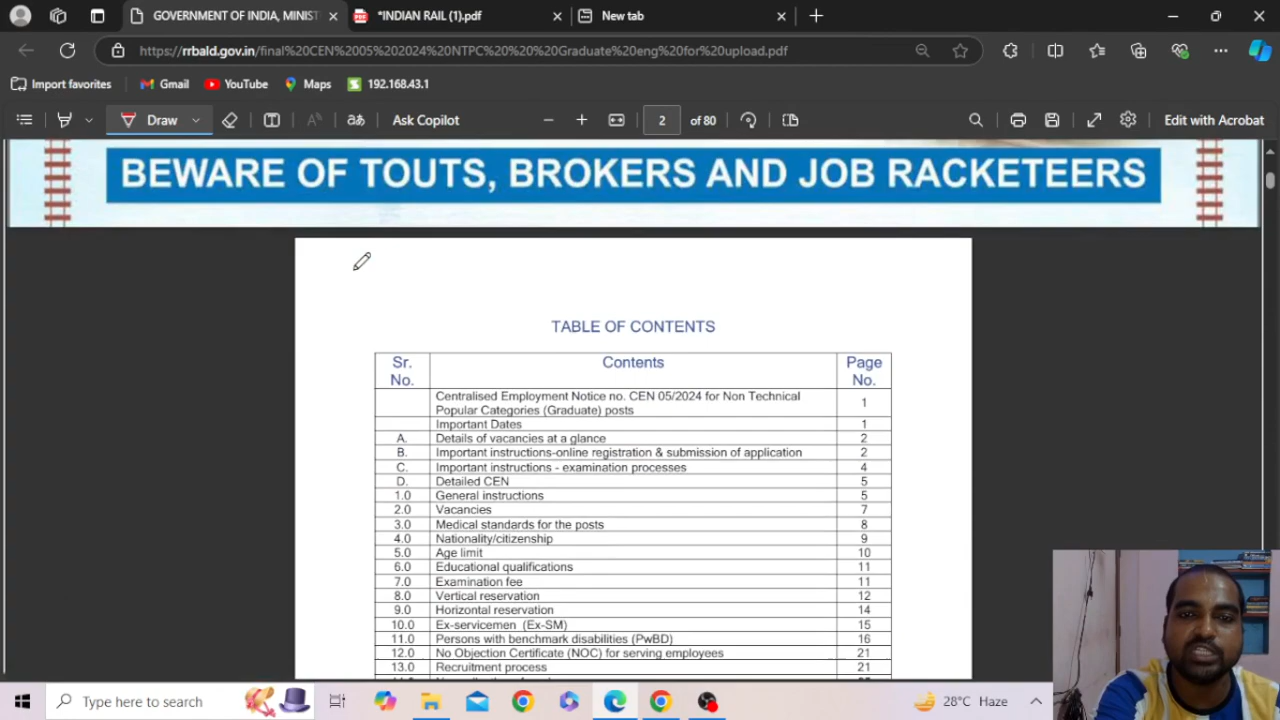 GOVERNMENT OF INDIA, MINIST
*INDIAN RAIL (1).pdf
New tab
https://rrbald.gov.in/final%20CEN%2005%202024%20NTPC%20%20%20Graduate%20eng%20for%20upload.pdf
Import favorites
Gmail
YouTube
Maps
192.168.43.1
Draw
aあ
Ask Copilot
2
of 80
Edit with Acrobat
BEWARE OF TOUTS, BROKERS AND JOB RACKETEERS
TABLE OF CONTENTS
Sr. No. Contents Page No.
Centralised Employment Notice no. CEN 05/2024 for Non Technical
Popular Categories (Graduate) posts 1
Important Dates 1
A. Details of vacancies at a glance 2
B. Important instructions-online registration & submission of application 2
C. Important instructions - examination processes 4
D. Detailed CEN 5
1.0 General instructions 5
2.0 Vacancies 7
3.0 Medical standards for the posts 8
4.0 Nationality/citizenship 9
5.0 Age limit 10
6.0 Educational qualifications 11
7.0 Examination fee 11
8.0 Vertical reservation 12
9.0 Horizontal reservation 14
10.0 Ex-servicemen (Ex-SM) 15
11.0 Persons with benchmark disabilities (PwBD) 16
12.0 No Objection Certificate (NOC) for serving employees 21
13.0 Recruitment process 21
Type here to search
28°C Haze